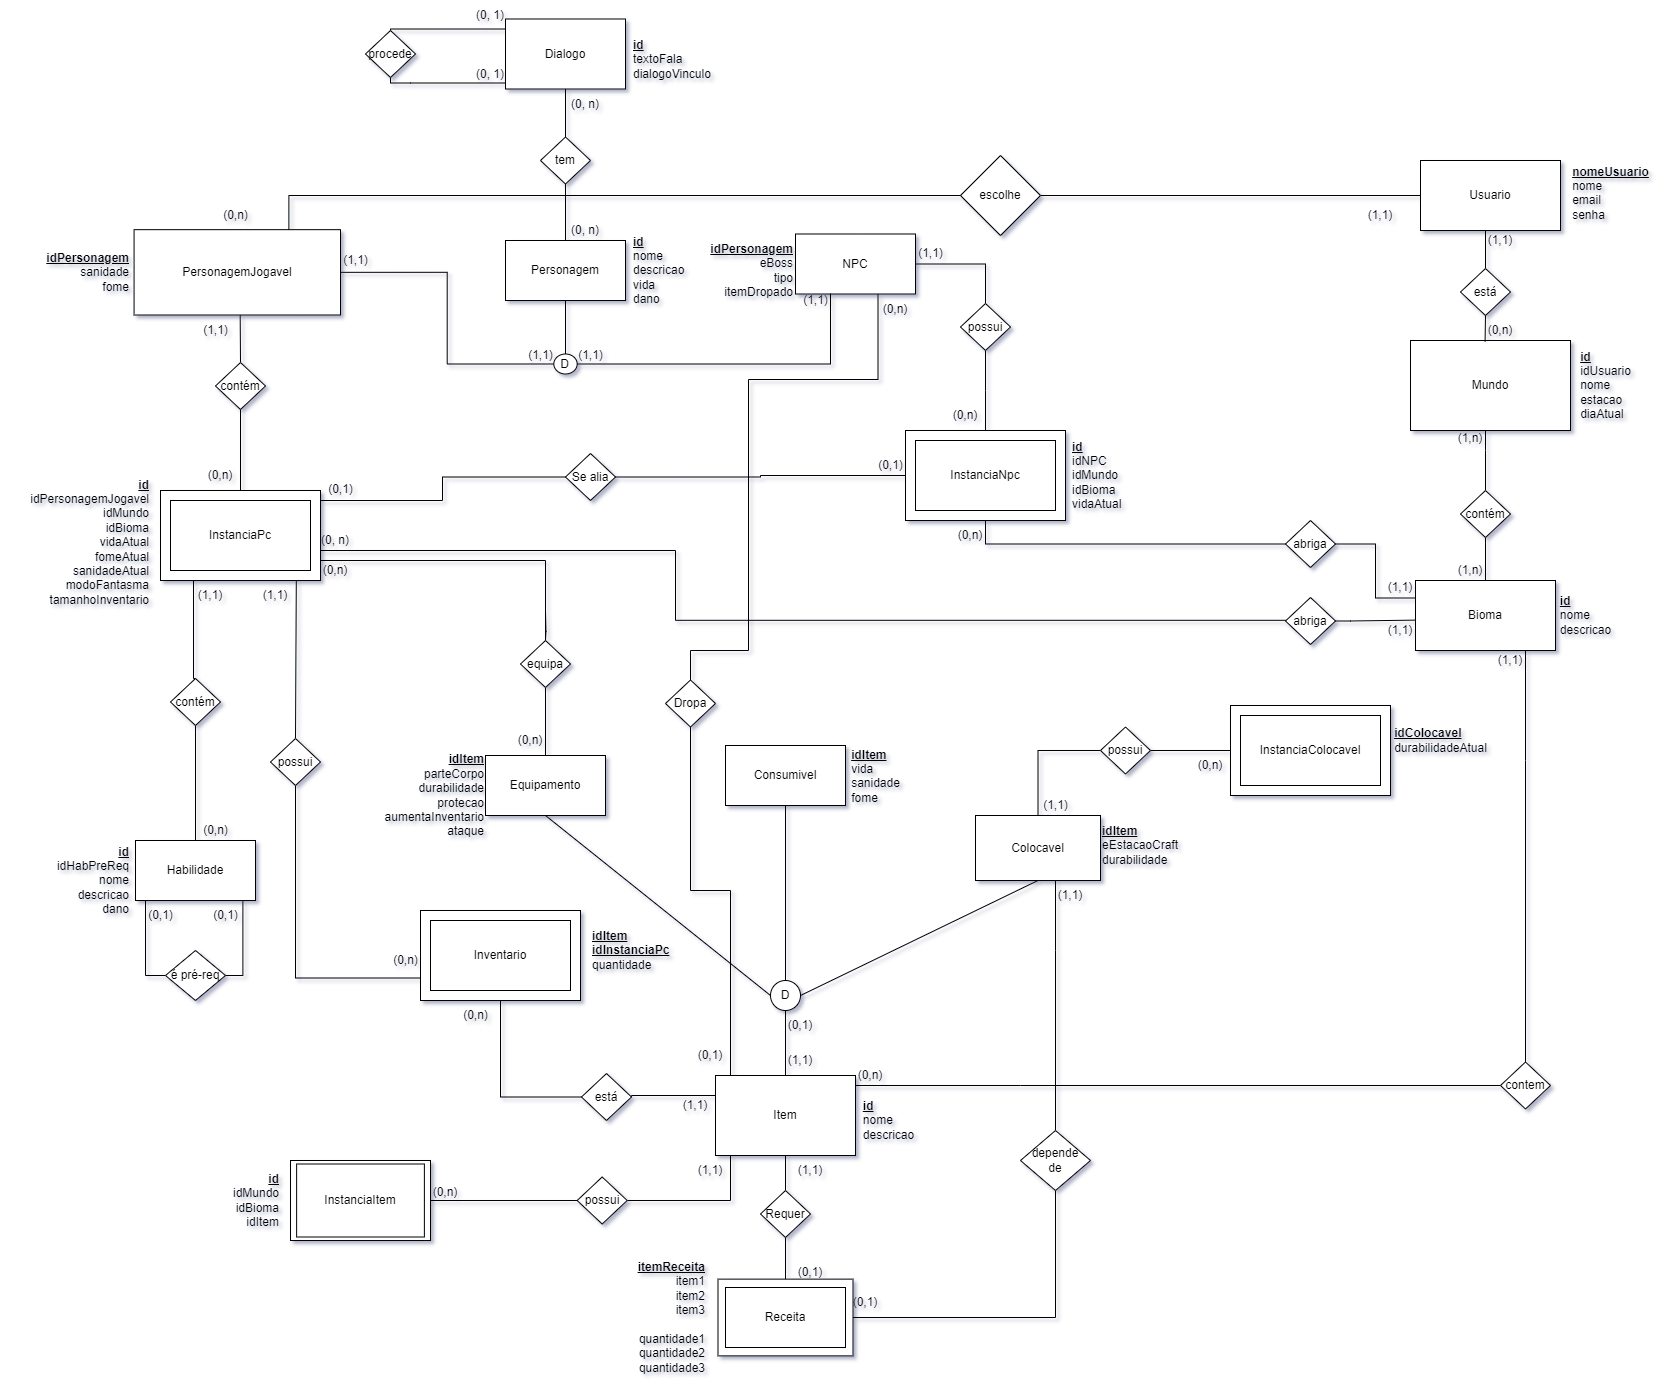 (0, 1)
procede
(0, 1)
Dialogo
id
textoFala
dialogoVinculo
(0, n)
tem
escolhe
(1,1)
Usuario
nomeUsuario
nome
email
senha
(0,n)
idPersonagem
sanidade
fome
PersonagemJogavel
(1,1)
(1,1)
(0, n)
Personagem
id
nome
descricao
vida
dano
(1,1)
D
(1,1)
idPersonagem
eBoss
tipo
itemDropado
NPC
(1,1)
(1,1)
(0,n)
possui
(0,n)
(1,1)
está
(0,n)
Mundo
id
idUsuario
nome
estacao
diaAtual
(1,n)
contém
(1,n)
contém
(0,n)
id
idPersonagemJogavel
idMundo
idBioma
vidaAtual
fomeAtual
sanidadeAtual
modoFantasma
tamanhoInventario
InstanciaPc
(0,1)
Se alia
(0,1)
InstanciaNpc
id
idNPC
idMundo
idBioma
vidaAtual
(0,n)
abriga
(1,1)
(0, n)
abriga
(1,1)
Bioma
id
nome
descricao
(1,1)
(0,n)
equipa
(0,n)
(1,1)
(1,1)
contém
possui
Dropa
idItem
parteCorpo
durabilidade
protecao
aumentaInventario
ataque
Equipamento
Consumivel
idItem
vida
sanidade
fome
possui
(0,n)
InstanciaColocavel
idColocavel
durabilidadeAtual
(1,1)
Colocavel
idItem
eEstacaoCraft
durabilidade
(1,1)
(0,n)
id
idHabPreReq
nome
descricao
dano
Habilidade
(0,1)
(0,1)
é pré-req
(0,n)
Inventário
idItem
idInstanciaPc
quantidade
(0,n)
D
(0,1)
(0,1)
(1,1)
está
(1,1)
Item
(0,n)
id
nome
descricao
contem
id
idMundo
idBioma
idItem
InstanciaItem
(0,n)
possui
(1,1)
(1,1)
Requer
(0,1)
depende
de
itemReceita
item1
item2
item3
quantidade1
quantidade2
quantidade3
Receita
(0,1)